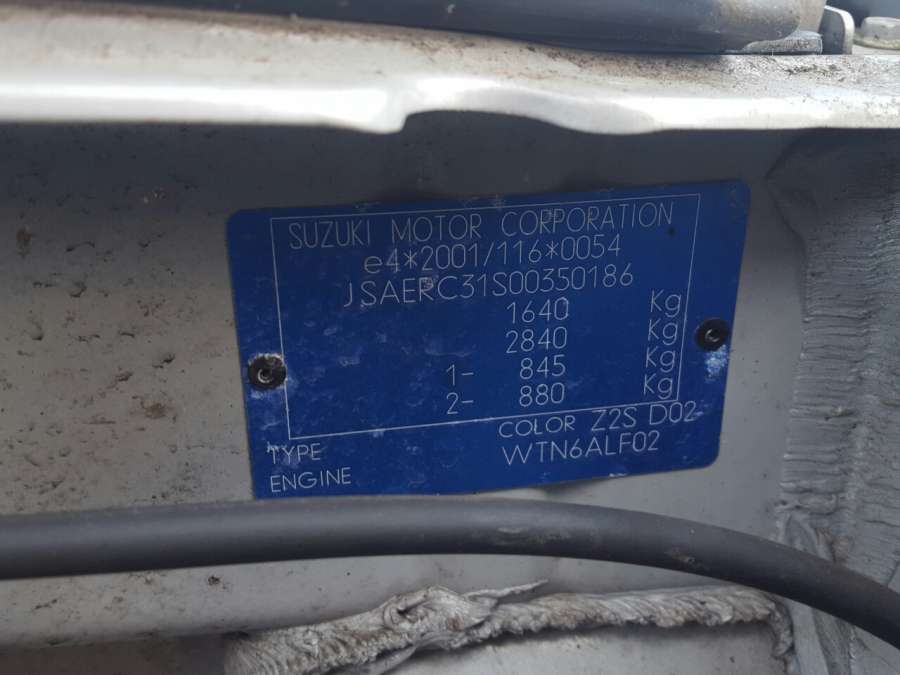 SUZUKI MOTOR CORPORATION
e4*2001/116*0054
JSAERC31S00350186
1640 Kg
2840 Kg
1- 845 Kg
2- 880 Kg
COLOR Z2S D02
TYPE WTN6ALF02
ENGINE